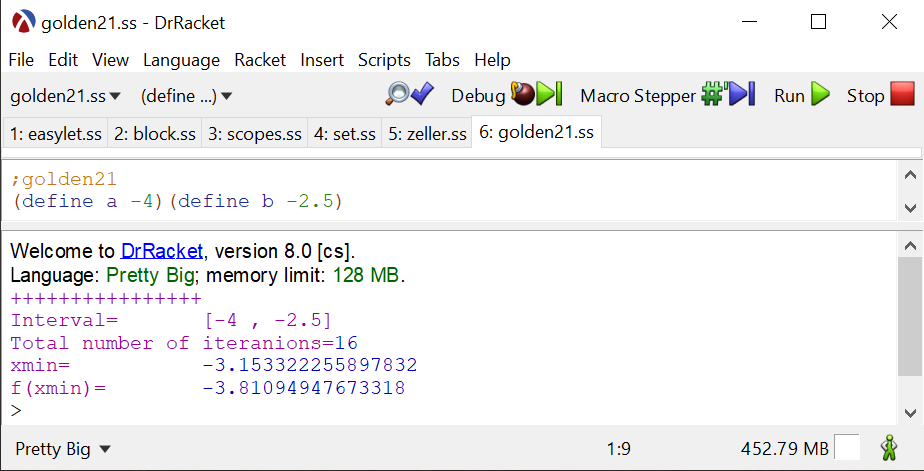 golden21.ss - DrRacket
File Edit View Language Racket Insert Scripts Tabs Help
golden21.ss (define ...) Debug Macro Stepper #' Run Stop
1: easylet.ss 2: block.ss 3: scopes.ss 4: set.ss 5: zeller.ss 6: golden21.ss
;golden21
(define a -4)(define b -2.5)
Welcome to DrRacket, version 8.0 [cs].
Language: Pretty Big; memory limit: 128 MB.
++++++++++++++++
Interval= [-4 , -2.5]
Total number of iteranions=16
xmin= -3.153322255897832
f(xmin)= -3.81094947673318
>
Pretty Big 1:9 452.79 MB